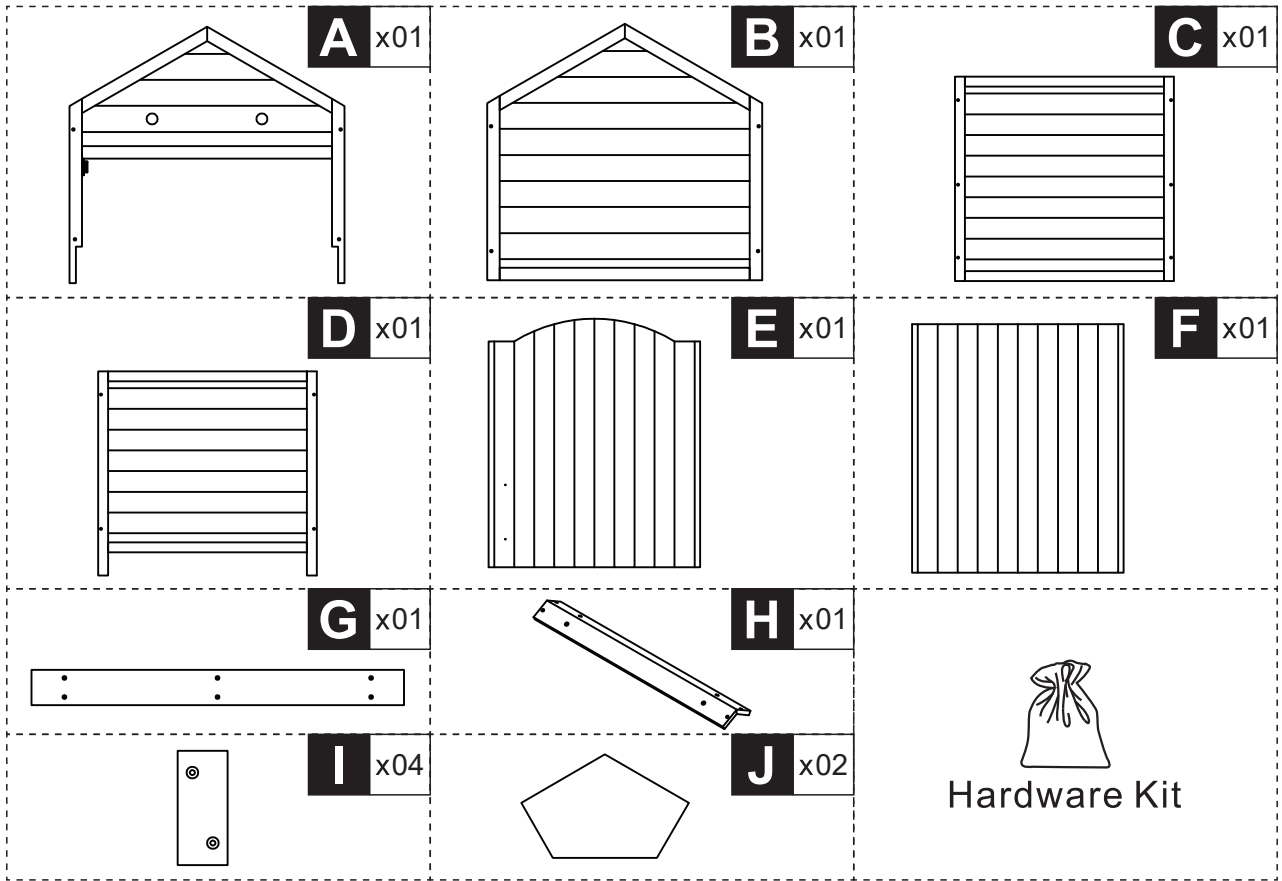 A x01
B x01
C x01
D x01
E x01
F x01
G x01
H x01
I x04
J x02
Hardware Kit